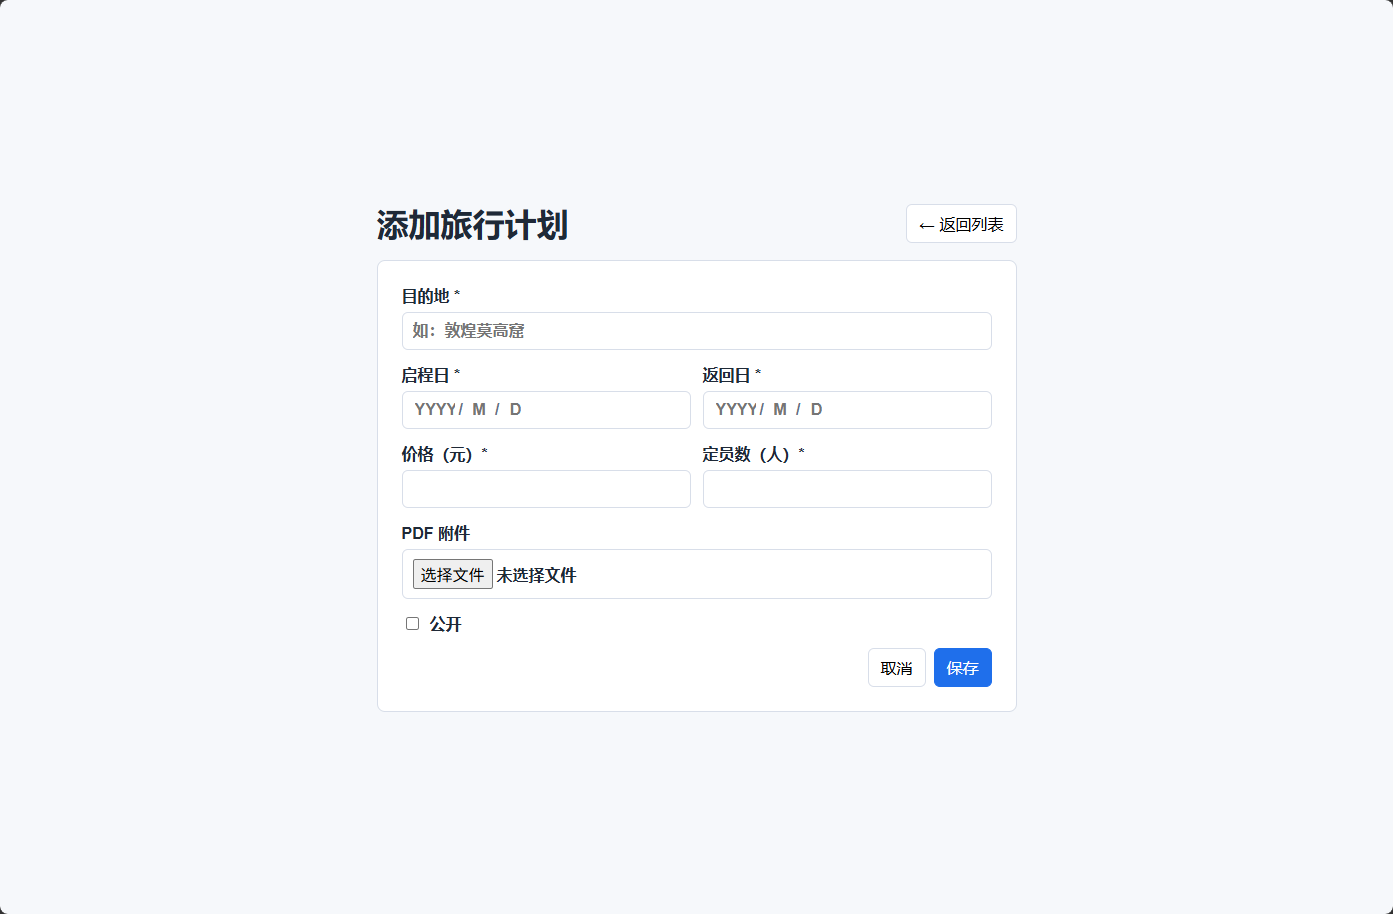 添加旅行计划
← 返回列表
目的地 *
如：敦煌莫高窟
启程日 *
返回日 *
YYYY / M / D
YYYY / M / D
价格（元）*
定员数（人）*
PDF 附件
选择文件 未选择文件
公开
取消
保存